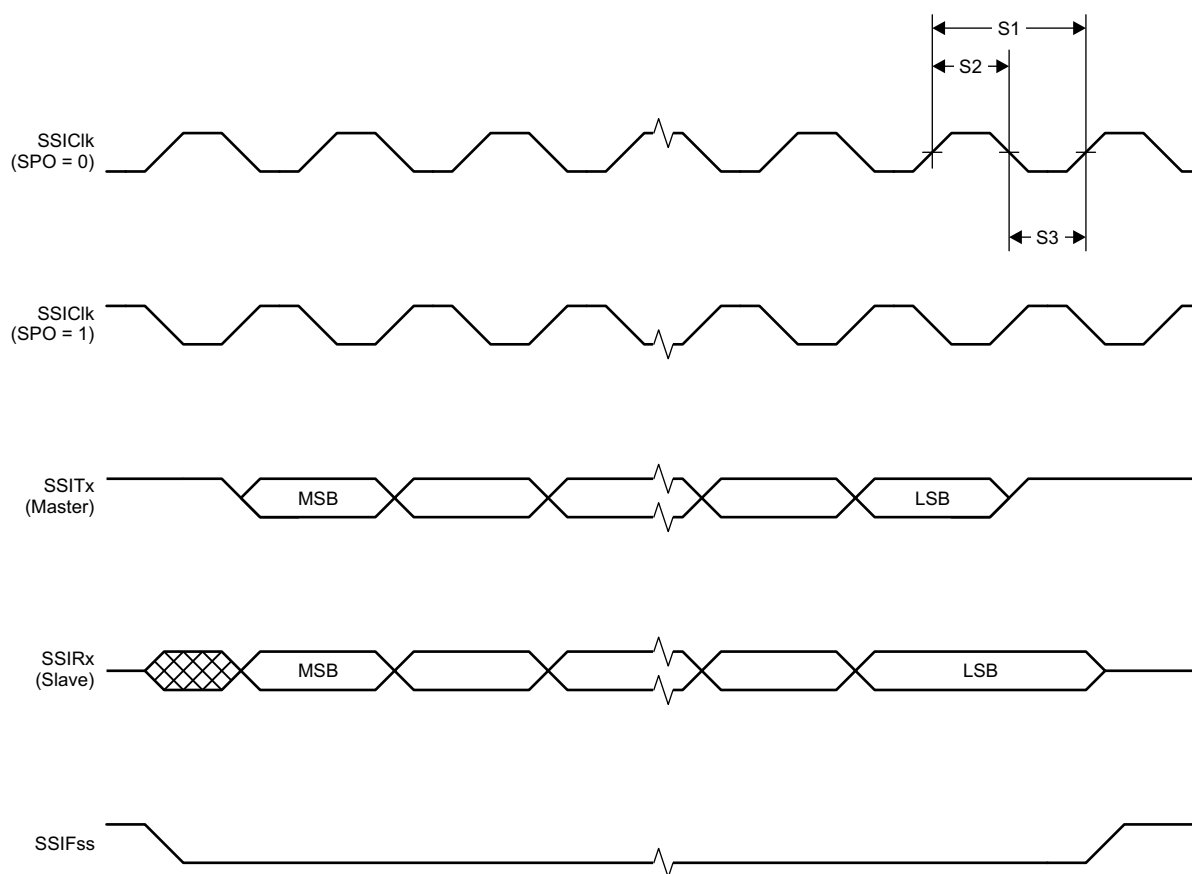 S1
S2
SSIClk
(SPO = 0)
S3
SSIClk
(SPO = 1)
SSITx
(Master)
MSB
LSB
SSIRx
(Slave)
MSB
LSB
SSIFss